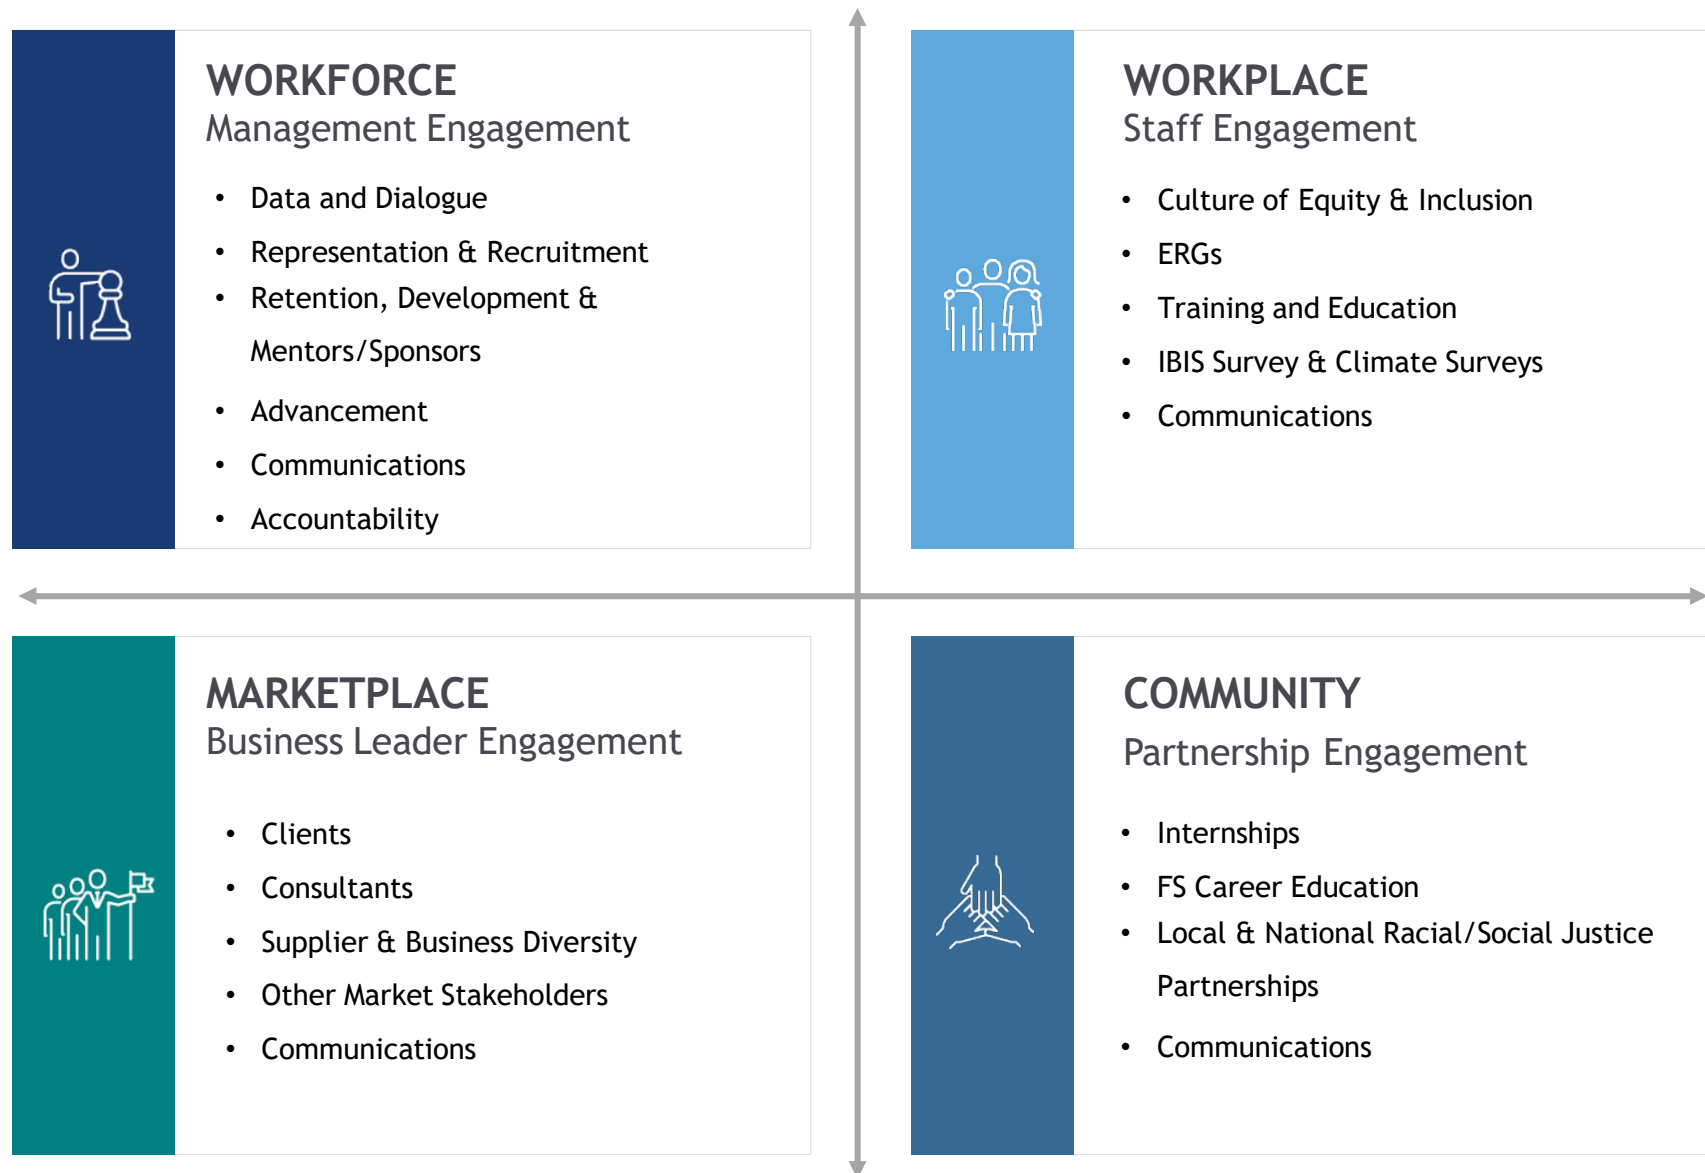 WORKFORCE
Management Engagement
• Data and Dialogue
• Representation & Recruitment
• Retention, Development &
Mentors/Sponsors
• Advancement
• Communications
• Accountability
WORKPLACE
Staff Engagement
• Culture of Equity & Inclusion
• ERGs
• Training and Education
• IBIS Survey & Climate Surveys
• Communications
MARKETPLACE
Business Leader Engagement
• Clients
• Consultants
• Supplier & Business Diversity
• Other Market Stakeholders
• Communications
COMMUNITY
Partnership Engagement
• Internships
• FS Career Education
• Local & National Racial/Social Justice
Partnerships
• Communications